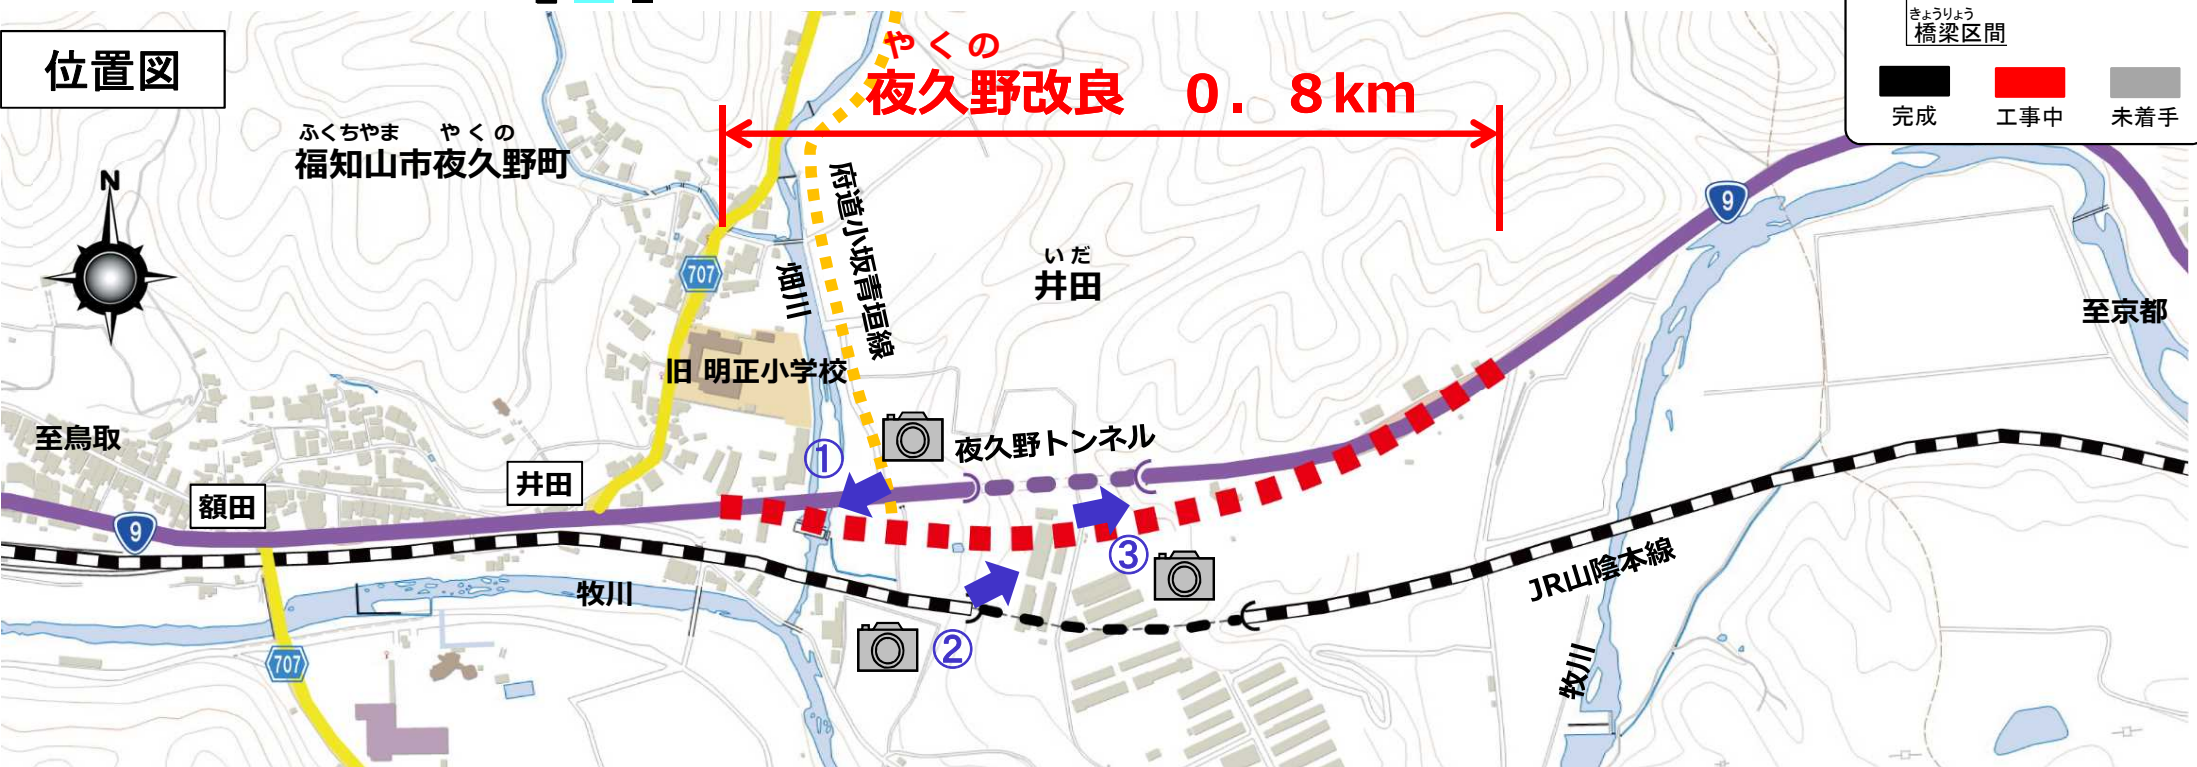 位置図
きょうりょう
橋梁区間
完成
工事中
未着手
やくの
夜久野改良 0.8km
ふくちやま やくの
福知山市夜久野町
N
707
畑川
府道小坂青垣線
いだ
井田
9
至京都
旧 明正小学校
至鳥取
①
夜久野トンネル
井田
額田
9
③
②
牧川
JR山陰本線
707
牧川